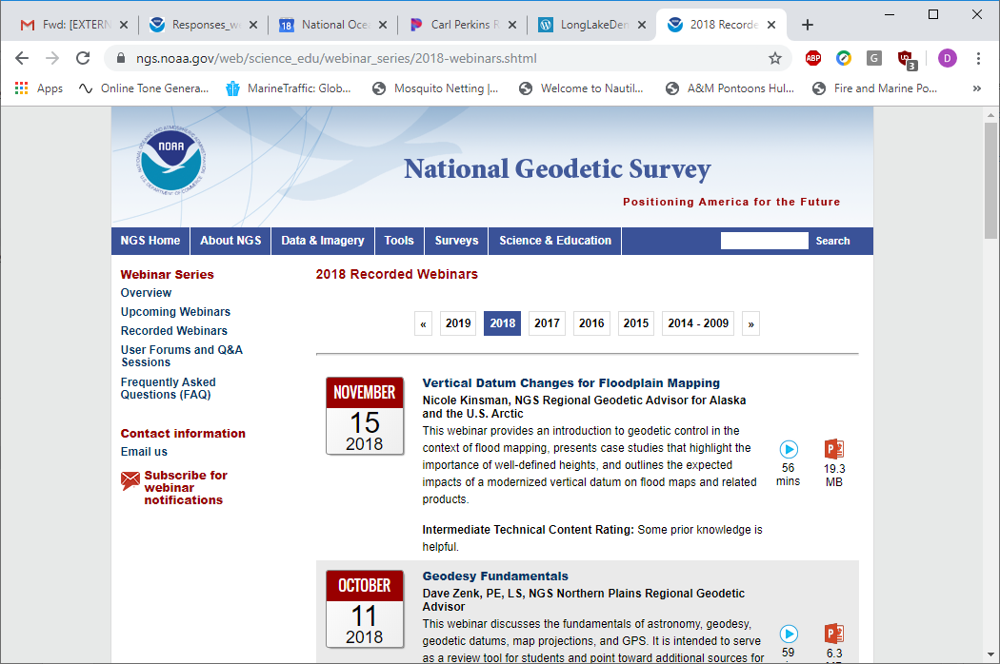 Fwd: [EXTERN
Responses_w
18
National Oce
Carl Perkins R
LongLakeDen
2018 Recorde
ngs.noaa.gov/web/science_edu/webinar_series/2018-webinars.shtml
ABP
G
3
D
Apps
Online Tone Genera...
MarineTraffic: Glob...
Mosquito Netting |...
Welcome to Nautil...
A&M Pontoons Hul...
Fire and Marine Po...
»
NOAA
National Geodetic Survey
Positioning America for the Future
NGS Home
About NGS
Data & Imagery
Tools
Surveys
Science & Education
Search
Webinar Series
Overview
Upcoming Webinars
Recorded Webinars
User Forums and Q&A
Sessions
Frequently Asked
Questions (FAQ)
Contact information
Email us
Subscribe for
webinar
notifications
2018 Recorded Webinars
« 2019 2018 2017 2016 2015 2014 - 2009 »
NOVEMBER
15
2018
Vertical Datum Changes for Floodplain Mapping
Nicole Kinsman, NGS Regional Geodetic Advisor for Alaska
and the U.S. Arctic
This webinar provides an introduction to geodetic control in the
context of flood mapping, presents case studies that highlight the
importance of well-defined heights, and outlines the expected
impacts of a modernized vertical datum on flood maps and related
products.
Intermediate Technical Content Rating: Some prior knowledge is
helpful.
56
mins
P
19.3
MB
OCTOBER
11
2018
Geodesy Fundamentals
Dave Zenk, PE, LS, NGS Northern Plains Regional Geodetic
Advisor
This webinar discusses the fundamentals of astronomy, geodesy,
geodetic datums, map projections, and GPS. It is intended to serve
as a review tool for students and point toward additional sources for
59
P
6.3